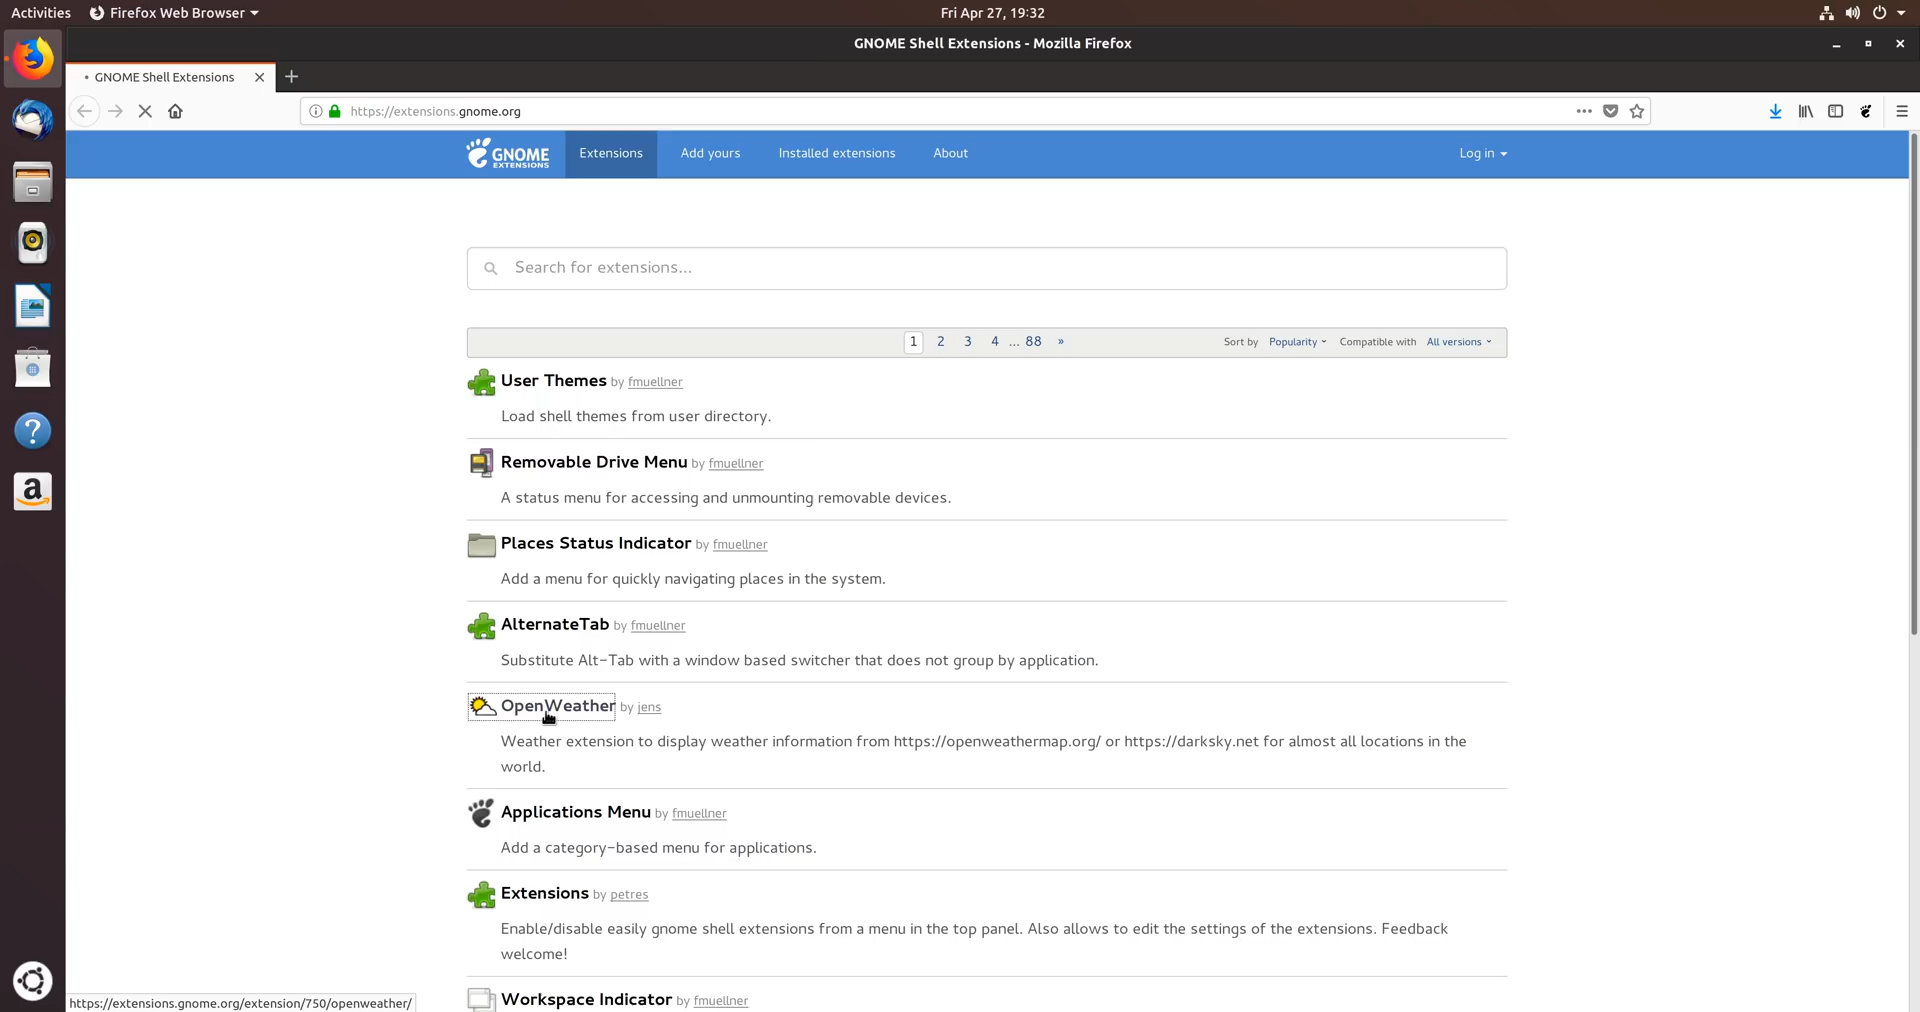 Activities Firefox Web Browser Fri Apr 27, 19:32
GNOME Shell Extensions - Mozilla Firefox
GNOME Shell Extensions
https://extensions.gnome.org
GNOME EXTENSIONS Extensions Add yours Installed extensions About Log in
Search for extensions...
1 2 3 4 ... 88 » Sort by Popularity Compatible with All versions
User Themes by fmuellner
Load shell themes from user directory.
Removable Drive Menu by fmuellner
A status menu for accessing and unmounting removable devices.
Places Status Indicator by fmuellner
Add a menu for quickly navigating places in the system.
AlternateTab by fmuellner
Substitute Alt-Tab with a window based switcher that does not group by application.
OpenWeather by jens
Weather extension to display weather information from https://openweathermap.org/ or https://darksky.net for almost all locations in the
world.
Applications Menu by fmuellner
Add a category-based menu for applications.
Extensions by petres
Enable/disable easily gnome shell extensions from a menu in the top panel. Also allows to edit the settings of the extensions. Feedback
welcome!
Workspace Indicator by fmuellner
https://extensions.gnome.org/extension/750/openweather/